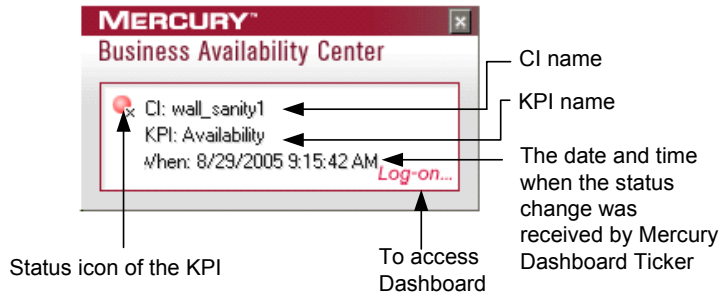 MERCURY™
Business Availability Center
CI: wall_sanity1
KPI: Availability
When: 8/29/2005 9:15:42 AM
Log-on...
CI name
KPI name
The date and time
when the status
change was
received by Mercury
Dashboard Ticker
To access
Dashboard
Status icon of the KPI